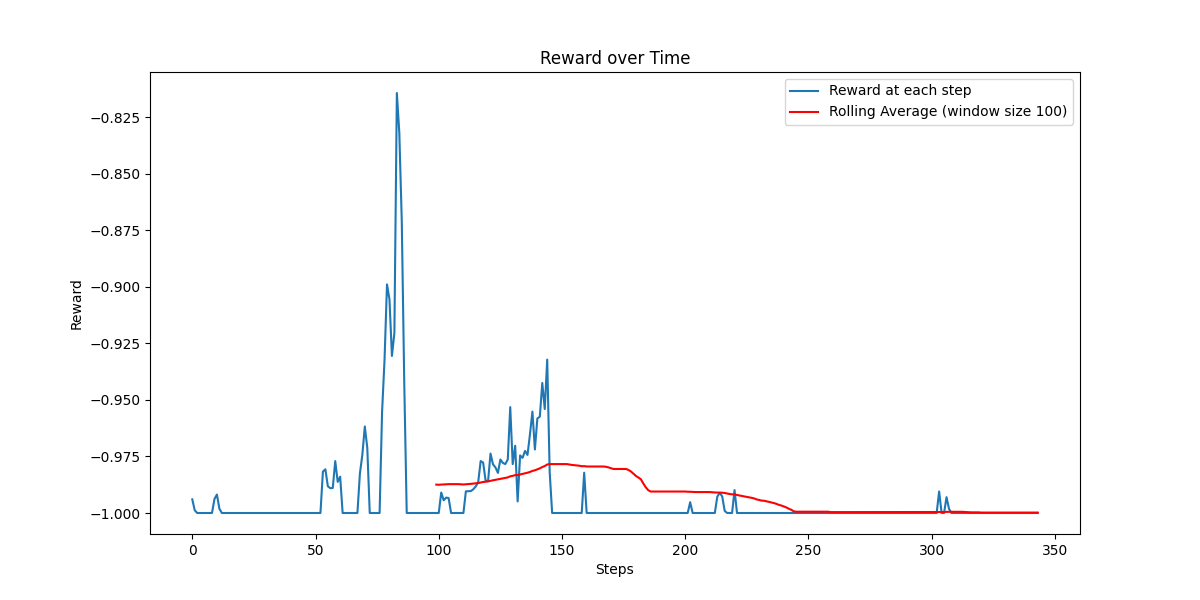 Reward over Time
Reward at each step
Rolling Average (window size 100)
−0.825
−0.850
−0.875
−0.900
−0.925
−0.950
−0.975
−1.000
Reward
0 50 100 150 200 250 300 350
Steps